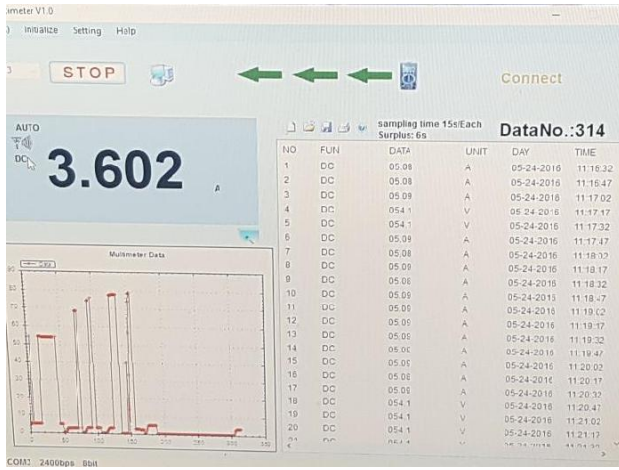 imeter V1.0
Initialize Setting Help
STOP
Connect
AUTO
DC
3.602 A
sampling time 15s/Each
Surplus: 6s
DataNo.:314
NO FUN DATA UNIT DAY TIME
1 DC 05.08 A 05-24-2016 11:16:32
2 DC 05.08 A 05-24-2016 11:16:47
3 DC 05.09 A 05-24-2016 11:17:02
4 DC 054.1 V 05-24-2016 11:17:17
5 DC 054.1 V 05-24-2016 11:17:32
6 DC 05.09 A 05-24-2016 11:17:47
7 DC 05.08 A 05-24-2016 11:18:02
8 DC 05.09 A 05-24-2016 11:18:17
9 DC 05.08 A 05-24-2016 11:18:32
10 DC 05.09 A 05-24-2016 11:18:47
11 DC 05.09 A 05-24-2016 11:19:02
12 DC A 05-24-2016 11:19:17
13 DC A 05-24-2016 11:19:32
14 DC A 05-24-2016 11:19:47
15 DC A 05-24-2016 11:20:02
16 DC A 05-24-2016 11:20:17
17 DC A 05-24-2016 11:20:32
18 DC 054.1 V 05-24-2016 11:20:47
19 DC 054.1 V 05-24-2016 11:21:02
20 DC 054.1 V 05-24-2016 11:21:17
Multimeter Data
Data
0 50 100 150 200 250 300
COM3 2400bps 8bit